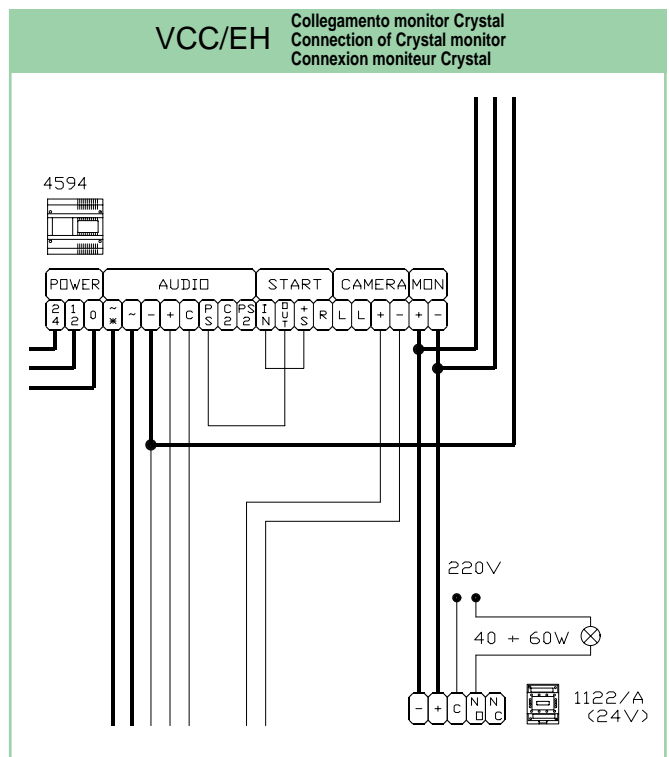 VCC/EH
Collegamento monitor Crystal
Connection of Crystal monitor
Connexion moniteur Crystal
4594
POWER AUDIO START CAMERA MON
24 12 0 ~* ~ - + C PS C2 PS2 IN OUT +S R L L + - + -
220V
40 + 60W
- + C NO NC
1122/A
(24V)